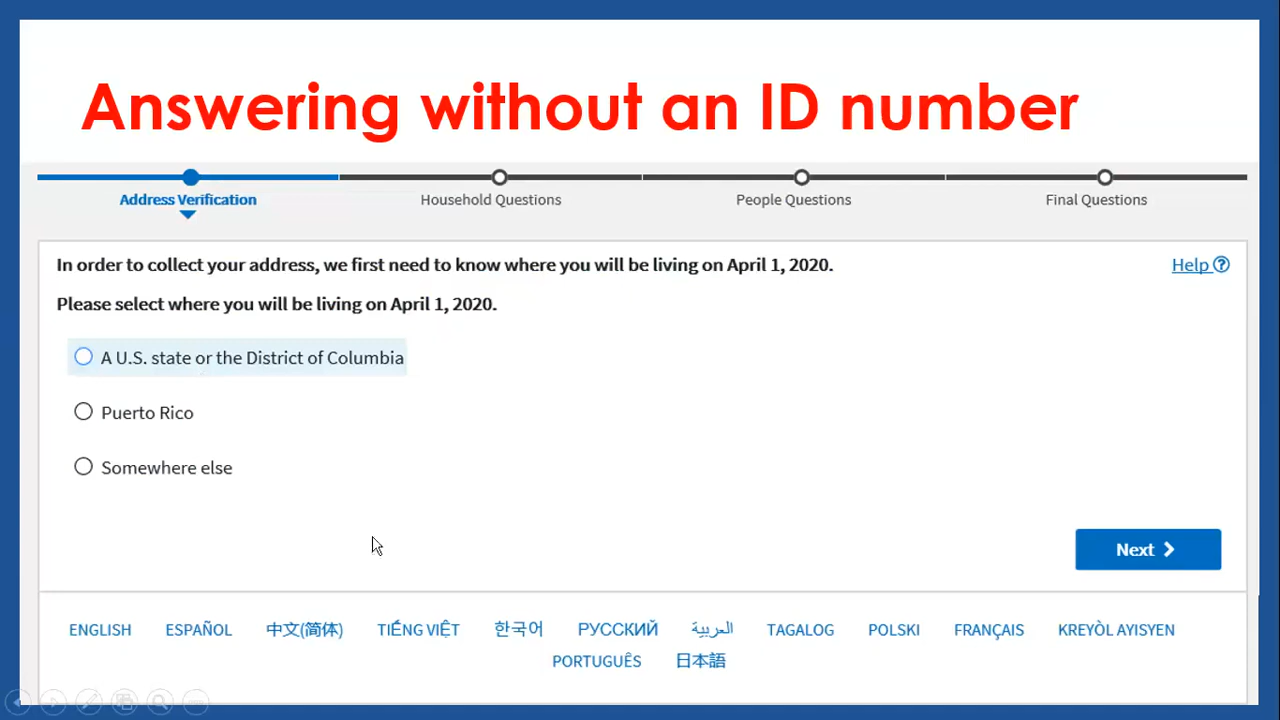 Answering without an ID number
Address Verification
Household Questions
People Questions
Final Questions
In order to collect your address, we first need to know where you will be living on April 1, 2020.
Help
Please select where you will be living on April 1, 2020.
A U.S. state or the District of Columbia
Puerto Rico
Somewhere else
Next
ENGLISH ESPAÑOL 中文(简体) TIẾNG VIỆT 한국어 РУССКИЙ العربية TAGALOG POLSKI FRANÇAIS KREYÒL AYISYEN
PORTUGUÊS 日本語